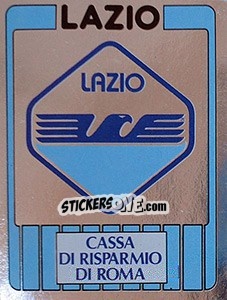 LAZIO
LAZIO
STICKERSONE.com
CASSA
DI RISPARMIO
DI ROMA